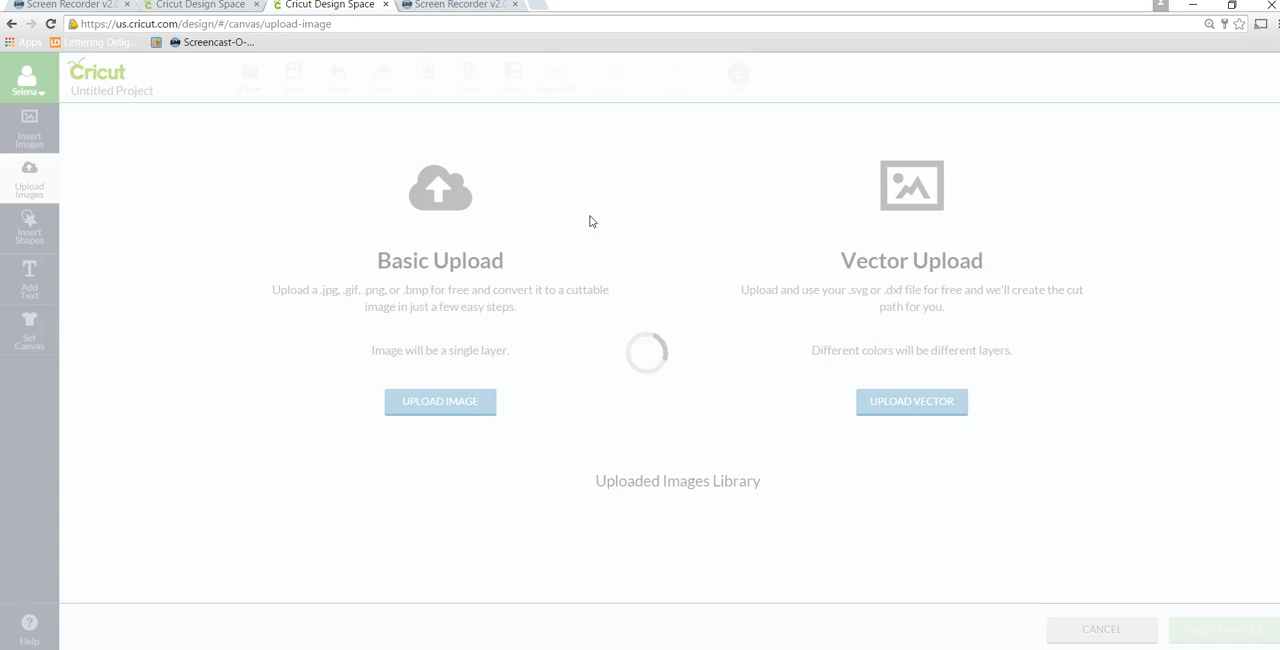 Screen Recorder v2.0
Cricut Design Space
Cricut Design Space
Screen Recorder v2.0
https://us.cricut.com/design/#/canvas/upload-image
Apps
Lettering Delig...
Screencast-O-...
Selena
Cricut
Untitled Project
Insert
Images
Upload
Images
Insert
Shapes
Add
Text
Set
Canvas
Help
Basic Upload
Upload a .jpg, .gif, .png, or .bmp for free and convert it to a cuttable
image in just a few easy steps.
Image will be a single layer.
UPLOAD IMAGE
Vector Upload
Upload and use your .svg or .dxf file for free and we'll create the cut
path for you.
Different colors will be different layers.
UPLOAD VECTOR
Uploaded Images Library
CANCEL